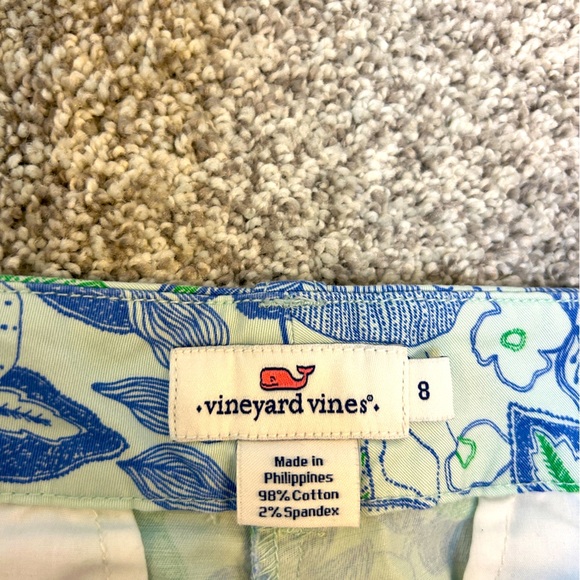 vineyard vines®
8
Made in
Philippines
98% Cotton
2% Spandex